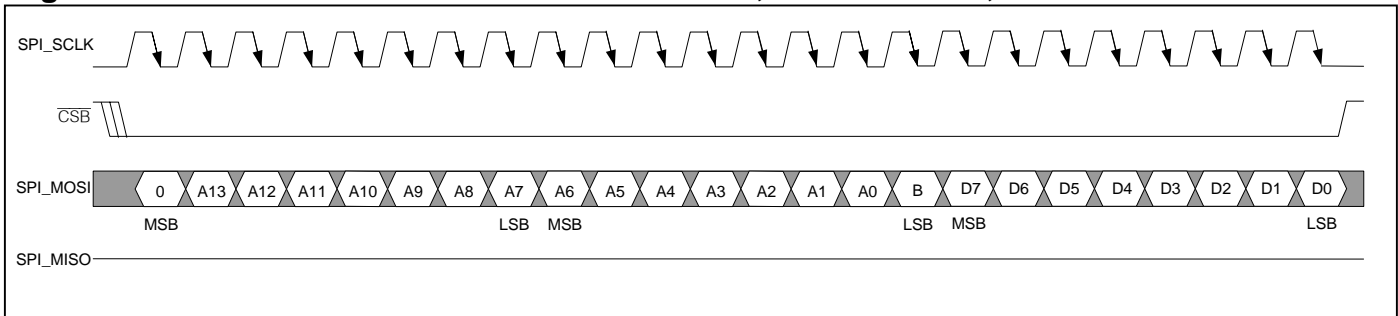 SPI_SCLK
CSB
SPI_MOSI 0 A13 A12 A11 A10 A9 A8 A7 A6 A5 A4 A3 A2 A1 A0 B D7 D6 D5 D4 D3 D2 D1 D0
MSB LSB MSB LSB MSB LSB
SPI_MISO